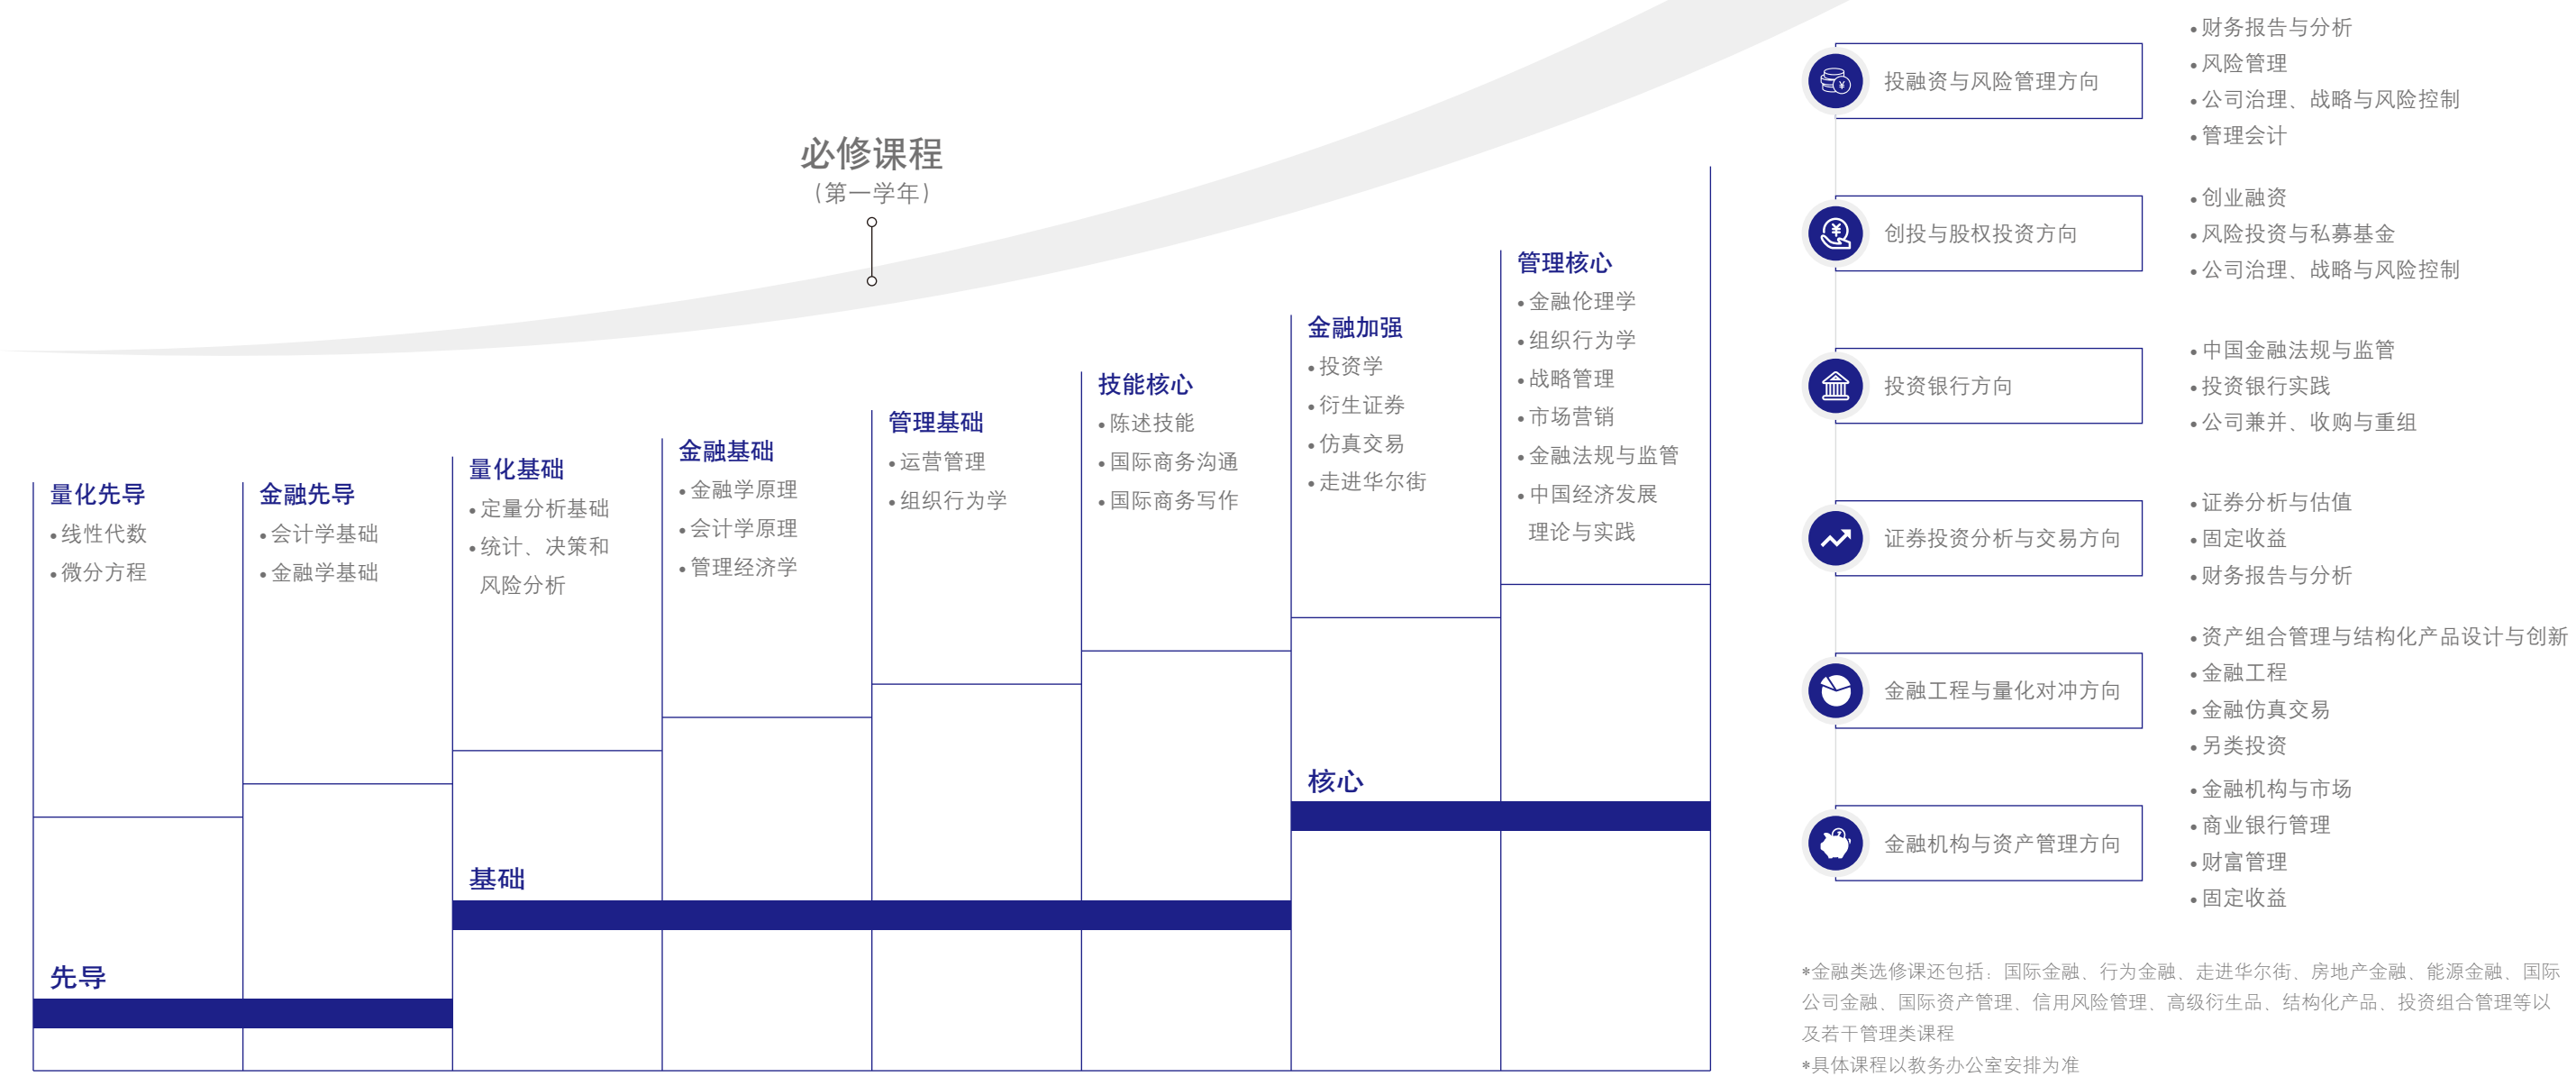 必修课程
(第一学年)
量化先导
•线性代数
•微分方程
金融先导
•会计学基础
•金融学基础
量化基础
•定量分析基础
•统计、决策和
风险分析
金融基础
•金融学原理
•会计学原理
•管理经济学
管理基础
•运营管理
•组织行为学
技能核心
•陈述技能
•国际商务沟通
•国际商务写作
金融加强
•投资学
•衍生证券
•仿真交易
•走进华尔街
管理核心
•金融伦理学
•组织行为学
•战略管理
•市场营销
•金融法规与监管
•中国经济发展
理论与实践
先导
基础
核心
投融资与风险管理方向
•财务报告与分析
•风险管理
•公司治理、战略与风险控制
•管理会计
创投与股权投资方向
•创业融资
•风险投资与私募基金
•公司治理、战略与风险控制
投资银行方向
•中国金融法规与监管
•投资银行实践
•公司兼并、收购与重组
证券投资分析与交易方向
•证券分析与估值
•固定收益
•财务报告与分析
金融工程与量化对冲方向
•资产组合管理与结构化产品设计与创新
•金融工程
•金融仿真交易
•另类投资
金融机构与资产管理方向
•金融机构与市场
•商业银行管理
•财富管理
•固定收益
*金融类选修课还包括：国际金融、行为金融、走进华尔街、房地产金融、能源金融、国际
公司金融、国际资产管理、信用风险管理、高级衍生品、结构化产品、投资组合管理等以
及若干管理类课程
*具体课程以教务办公室安排为准